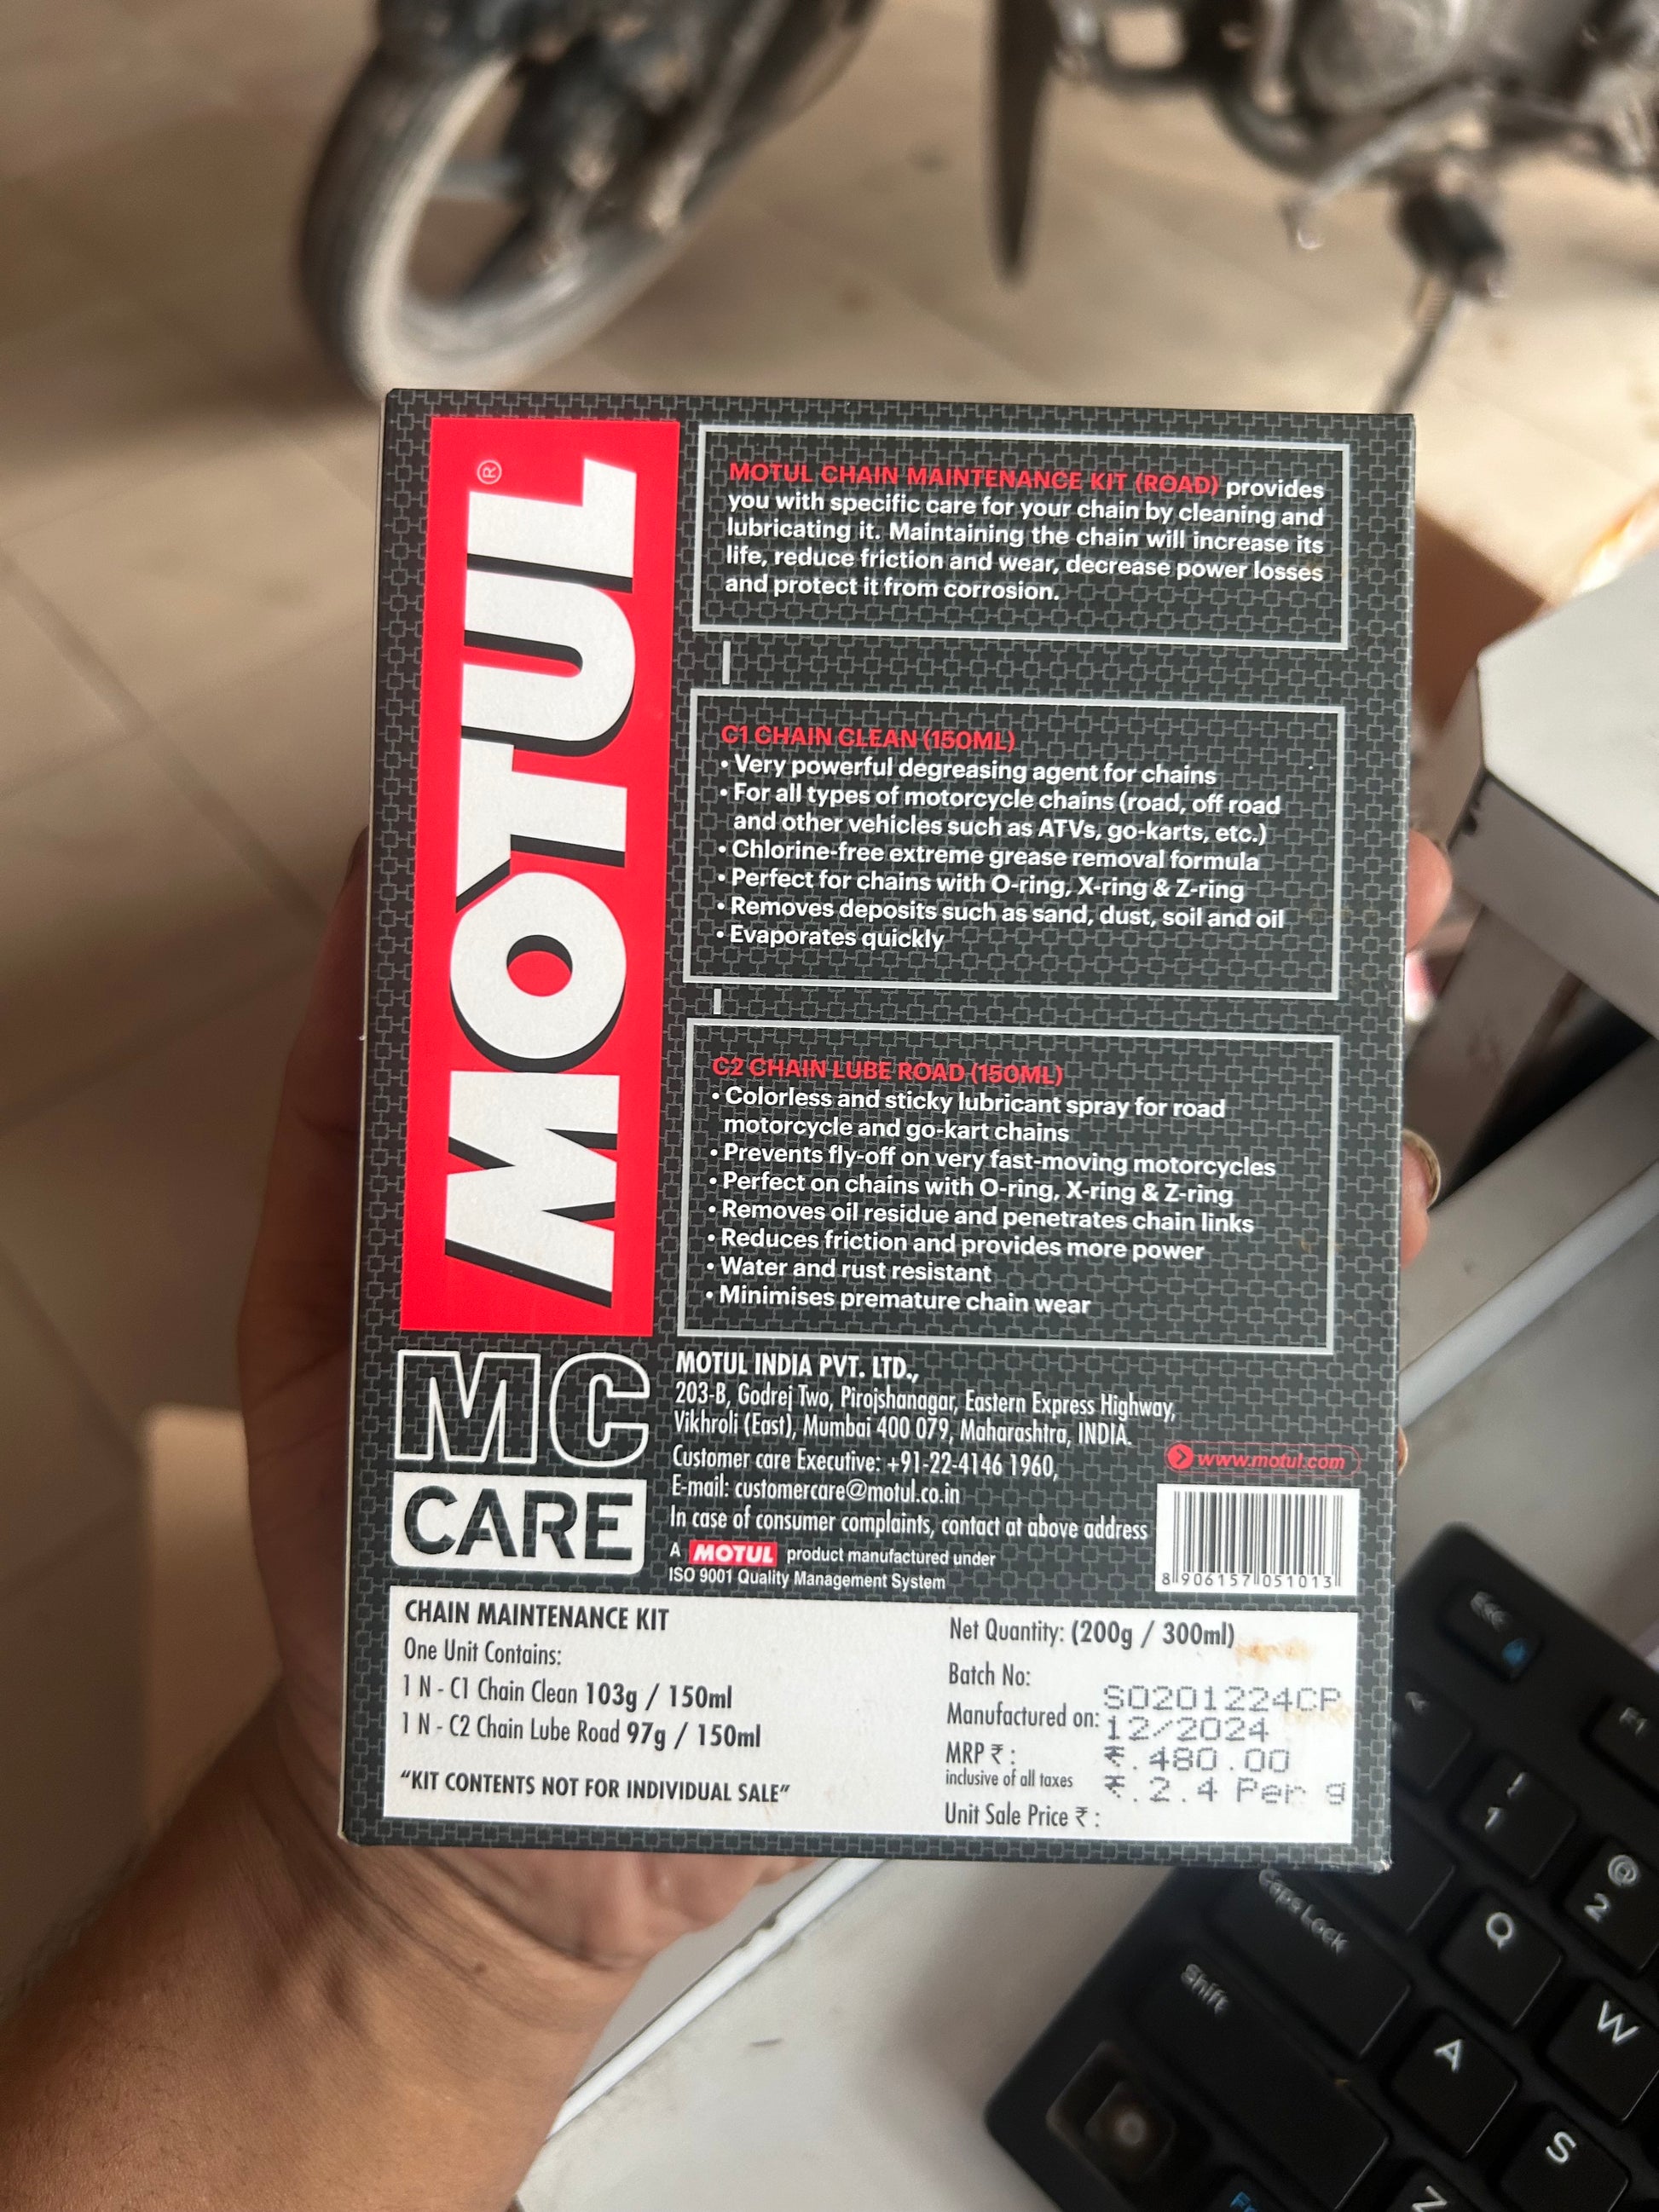 MOTUL®
MOTUL CHAIN MAINTENANCE KIT (ROAD) provides
you with specific care for your chain by cleaning and
lubricating it. Maintaining the chain will increase its
life, reduce friction and wear, decrease power losses
and protect it from corrosion.
C1 CHAIN CLEAN (150ML)
• Very powerful degreasing agent for chains
• For all types of motorcycle chains (road, off road
and other vehicles such as ATVs, go-karts, etc.)
• Chlorine-free extreme grease removal formula
• Perfect for chains with O-ring, X-ring & Z-ring
• Removes deposits such as sand, dust, soil and oil
• Evaporates quickly
C2 CHAIN LUBE ROAD (150ML)
• Colorless and sticky lubricant spray for road
motorcycle and go-kart chains
• Prevents fly-off on very fast-moving motorcycles
• Perfect on chains with O-ring, X-ring & Z-ring
• Removes oil residue and penetrates chain links
• Reduces friction and provides more power
• Water and rust resistant
• Minimises premature chain wear
MC
CARE
MOTUL INDIA PVT. LTD.,
203-B, Godrej Two, Pirojshanagar, Eastern Express Highway,
Vikhroli (East), Mumbai 400 079, Maharashtra, INDIA.
Customer care Executive: +91-22-4146 1960,
E-mail: customercare@motul.co.in
In case of consumer complaints, contact at above address
A MOTUL product manufactured under
ISO 9001 Quality Management System
www.motul.com
8 906157 051013
CHAIN MAINTENANCE KIT
One Unit Contains:
1 N - C1 Chain Clean 103g / 150ml
1 N - C2 Chain Lube Road 97g / 150ml
"KIT CONTENTS NOT FOR INDIVIDUAL SALE"
Net Quantity: (200g / 300ml)
Batch No:
S0201224CP
Manufactured on:
12/2024
MRP ₹ :
₹.480.00
inclusive of all taxes
₹.2.4 Per g
Unit Sale Price ₹ :
Esc
F1
!
1
@
2
Caps Lock
Q
W
Shift
A
S
Z
Fn